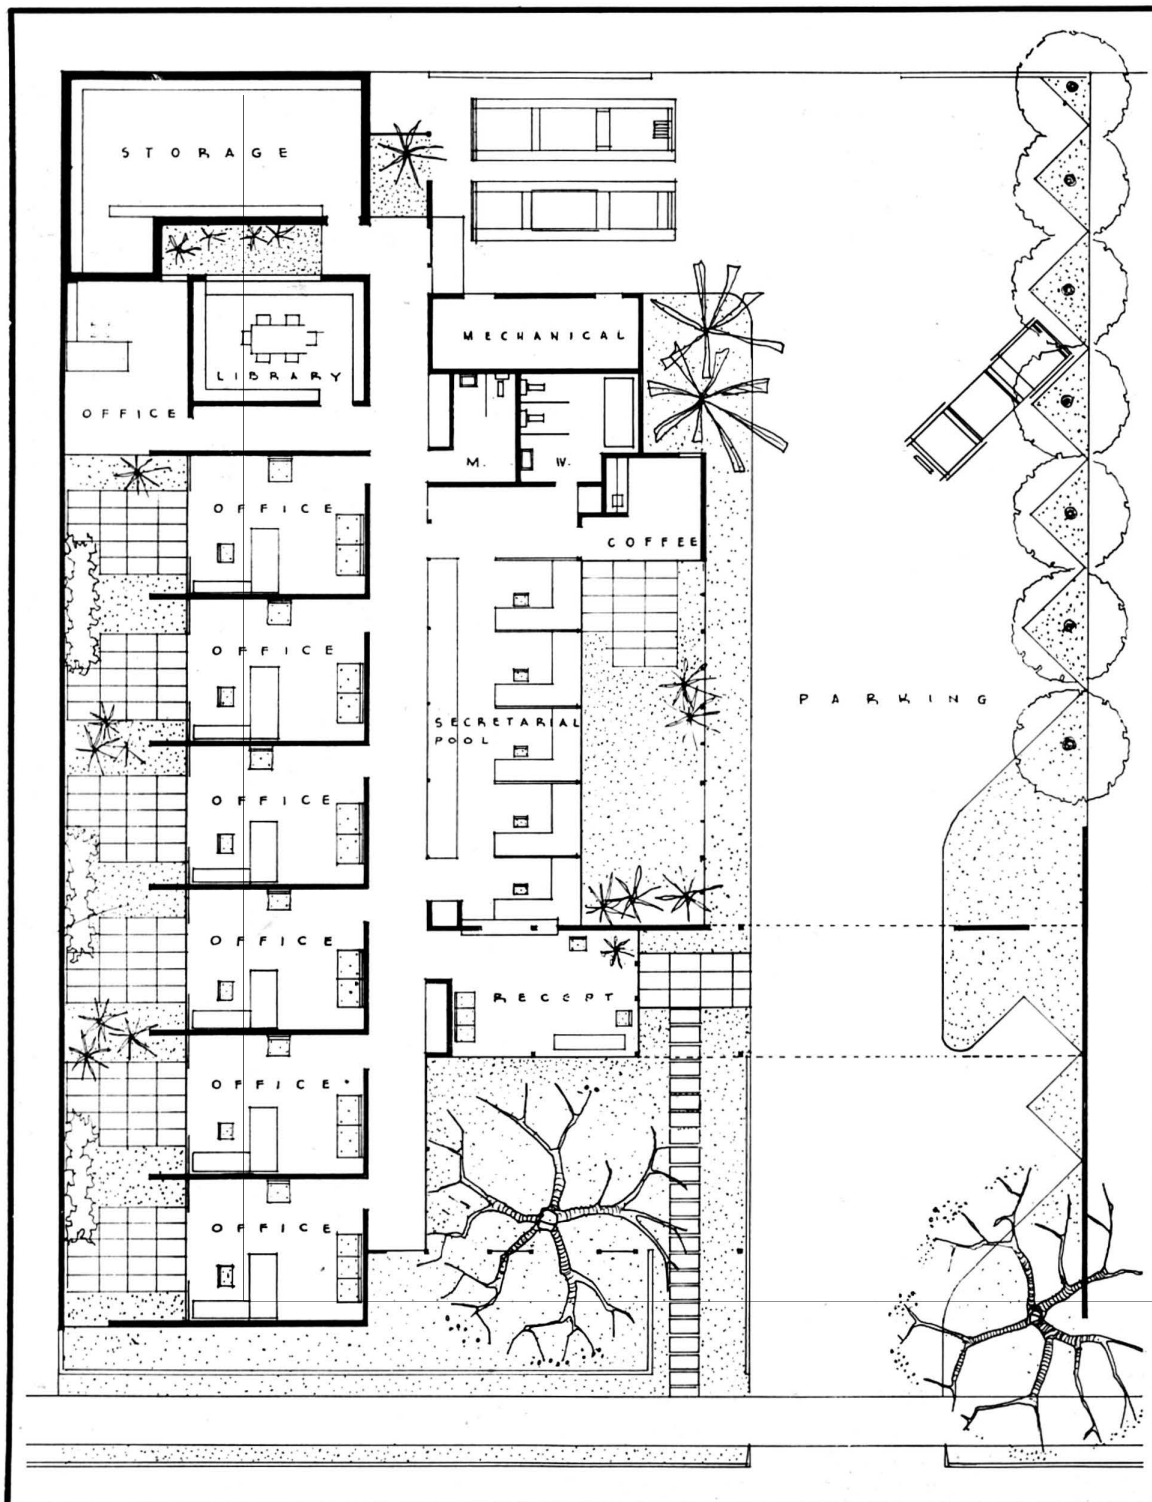 STORAGE
MECHANICAL
LIBRARY
OFFICE
M.
W.
OFFICE
COFFEE
OFFICE
PARKING
SECRETARIAL
POOL
OFFICE
OFFICE
RECEPT
OFFICE
OFFICE